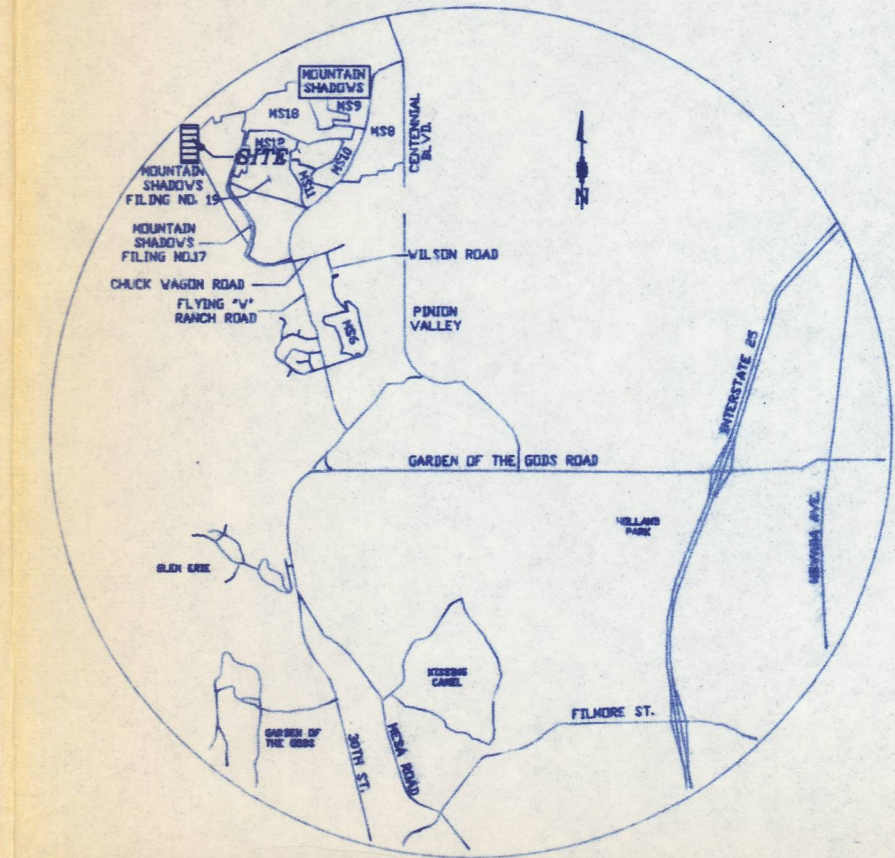 MOUNTAIN
SHADOWS
MS9
MS18
MS8
CENTENNIAL
BLVD.
MS12
SITE
MS10
MS11
MOUNTAIN
SHADOWS
FILING NO. 19
MOUNTAIN
SHADOWS
FILING NO.17
N
WILSON ROAD
CHUCK WAGON ROAD
FLYING "W"
RANCH ROAD
MS6
PINION
VALLEY
INTERSTATE 25
GARDEN OF THE GODS ROAD
HOLLAND
PARK
NEVADA AVE.
GLEN ERIE
KISSING
CAMEL
FILMORE ST.
GARDEN OF
THE GODS
30TH ST.
MESA ROAD